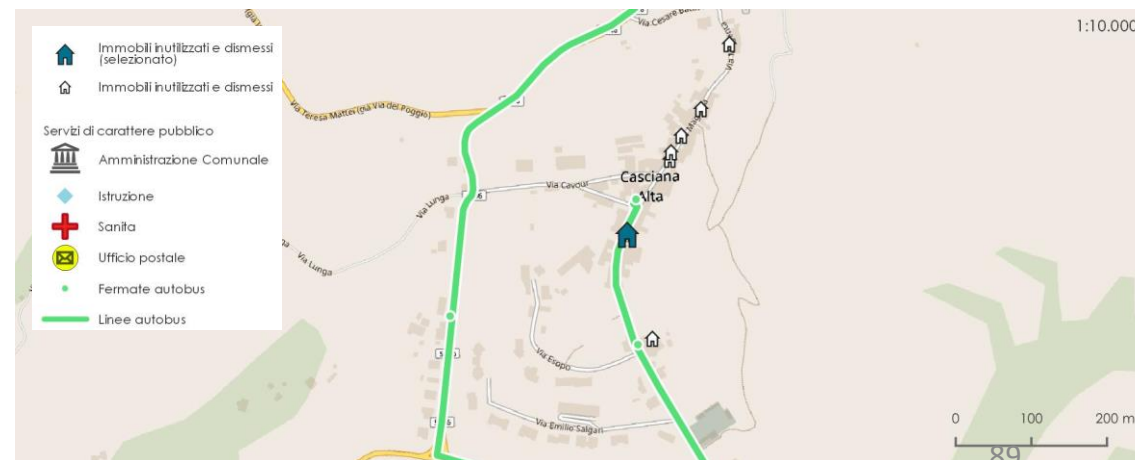 Immobili inutilizzati e dismessi
(selezionato)
Immobili inutilizzati e dismessi
Servizi di carattere pubblico
Amministrazione Comunale
Istruzione
Sanita
Ufficio postale
Fermate autobus
Linee autobus
1:10.000
Via Cesare
Via Teresa Mattei (già Via del Poggio)
Via Cavour
Via Lunga
Via Lunga
Casciana
Alta
Via Esopo
Via Emilio Salgari
0 100 200 m
89